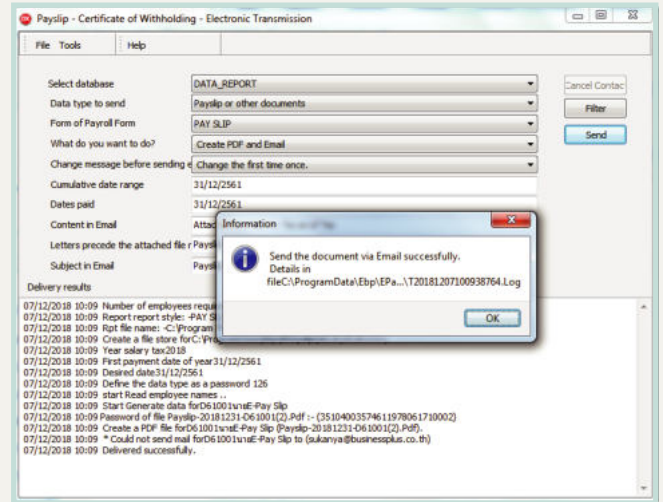 Payslip - Certificate of Withholding - Electronic Transmission
File Tools Help
Select database DATA_REPORT
Cancel Contac
Data type to send Payslip or other documents
Filter
Form of Payroll Form PAY SLIP
Send
What do you want to do? Create PDF and Email
Change message before sending e Change the first time once.
Cumulative date range 31/12/2561
Dates paid 31/12/2561
Content in Email Attac
Letters precede the attached file r Paysl
Subject in Email Paysl
Information
Send the document via Email successfully.
Details in
fileC:\ProgramData\Ebp\EPa...\T20181207100938764.Log
OK
Delivery results
07/12/2018 10:09 Number of employees requi
07/12/2018 10:09 Report report style: -PAY S
07/12/2018 10:09 Rpt file name: -C:\Program
07/12/2018 10:09 Create a file store forC:\Pro
07/12/2018 10:09 Year salary tax2018
07/12/2018 10:09 First payment date of year31/12/2561
07/12/2018 10:09 Desired date31/12/2561
07/12/2018 10:09 Define the data type as a password 126
07/12/2018 10:09 start Read employee names ..
07/12/2018 10:09 Start Generate data forD61001นายE-Pay Slip
07/12/2018 10:09 Password of file Payslip-20181231-D61001(2).Pdf :- (3510400357461197806171 0002)
07/12/2018 10:09 Create a PDF file forD61001นายE-Pay Slip (Payslip-20181231-D61001(2).Pdf).
07/12/2018 10:09 * Could not send mail forD61001นายE-Pay Slip to (sukanya@businessplus.co.th)
07/12/2018 10:09 Delivered successfully.